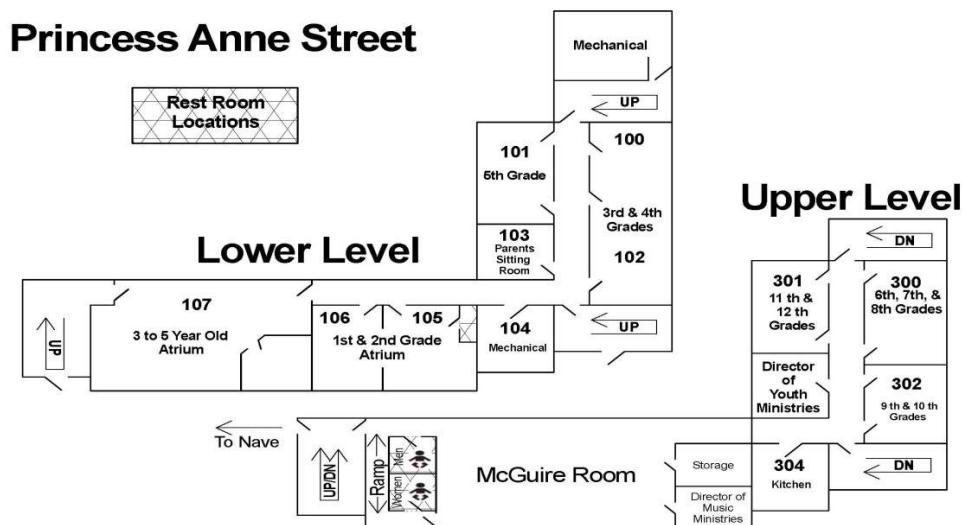 Princess Anne Street
Rest Room
Locations
Mechanical
UP
101
5th Grade
100
3rd & 4th
Grades
102
103
Parents
Sitting
Room
Lower Level
107
3 to 5 Year Old
Atrium
UP
106
105
1st & 2nd Grade
Atrium
104
Mechanical
UP
Upper Level
DN
301
11 th &
12 th
Grades
300
6th, 7th, &
8th Grades
Director
of
Youth
Ministries
302
9 th & 10 th
Grades
To Nave
UP/DN
Ramp
Men
Women
McGuire Room
Storage
Director of
Music
Ministries
304
Kitchen
DN